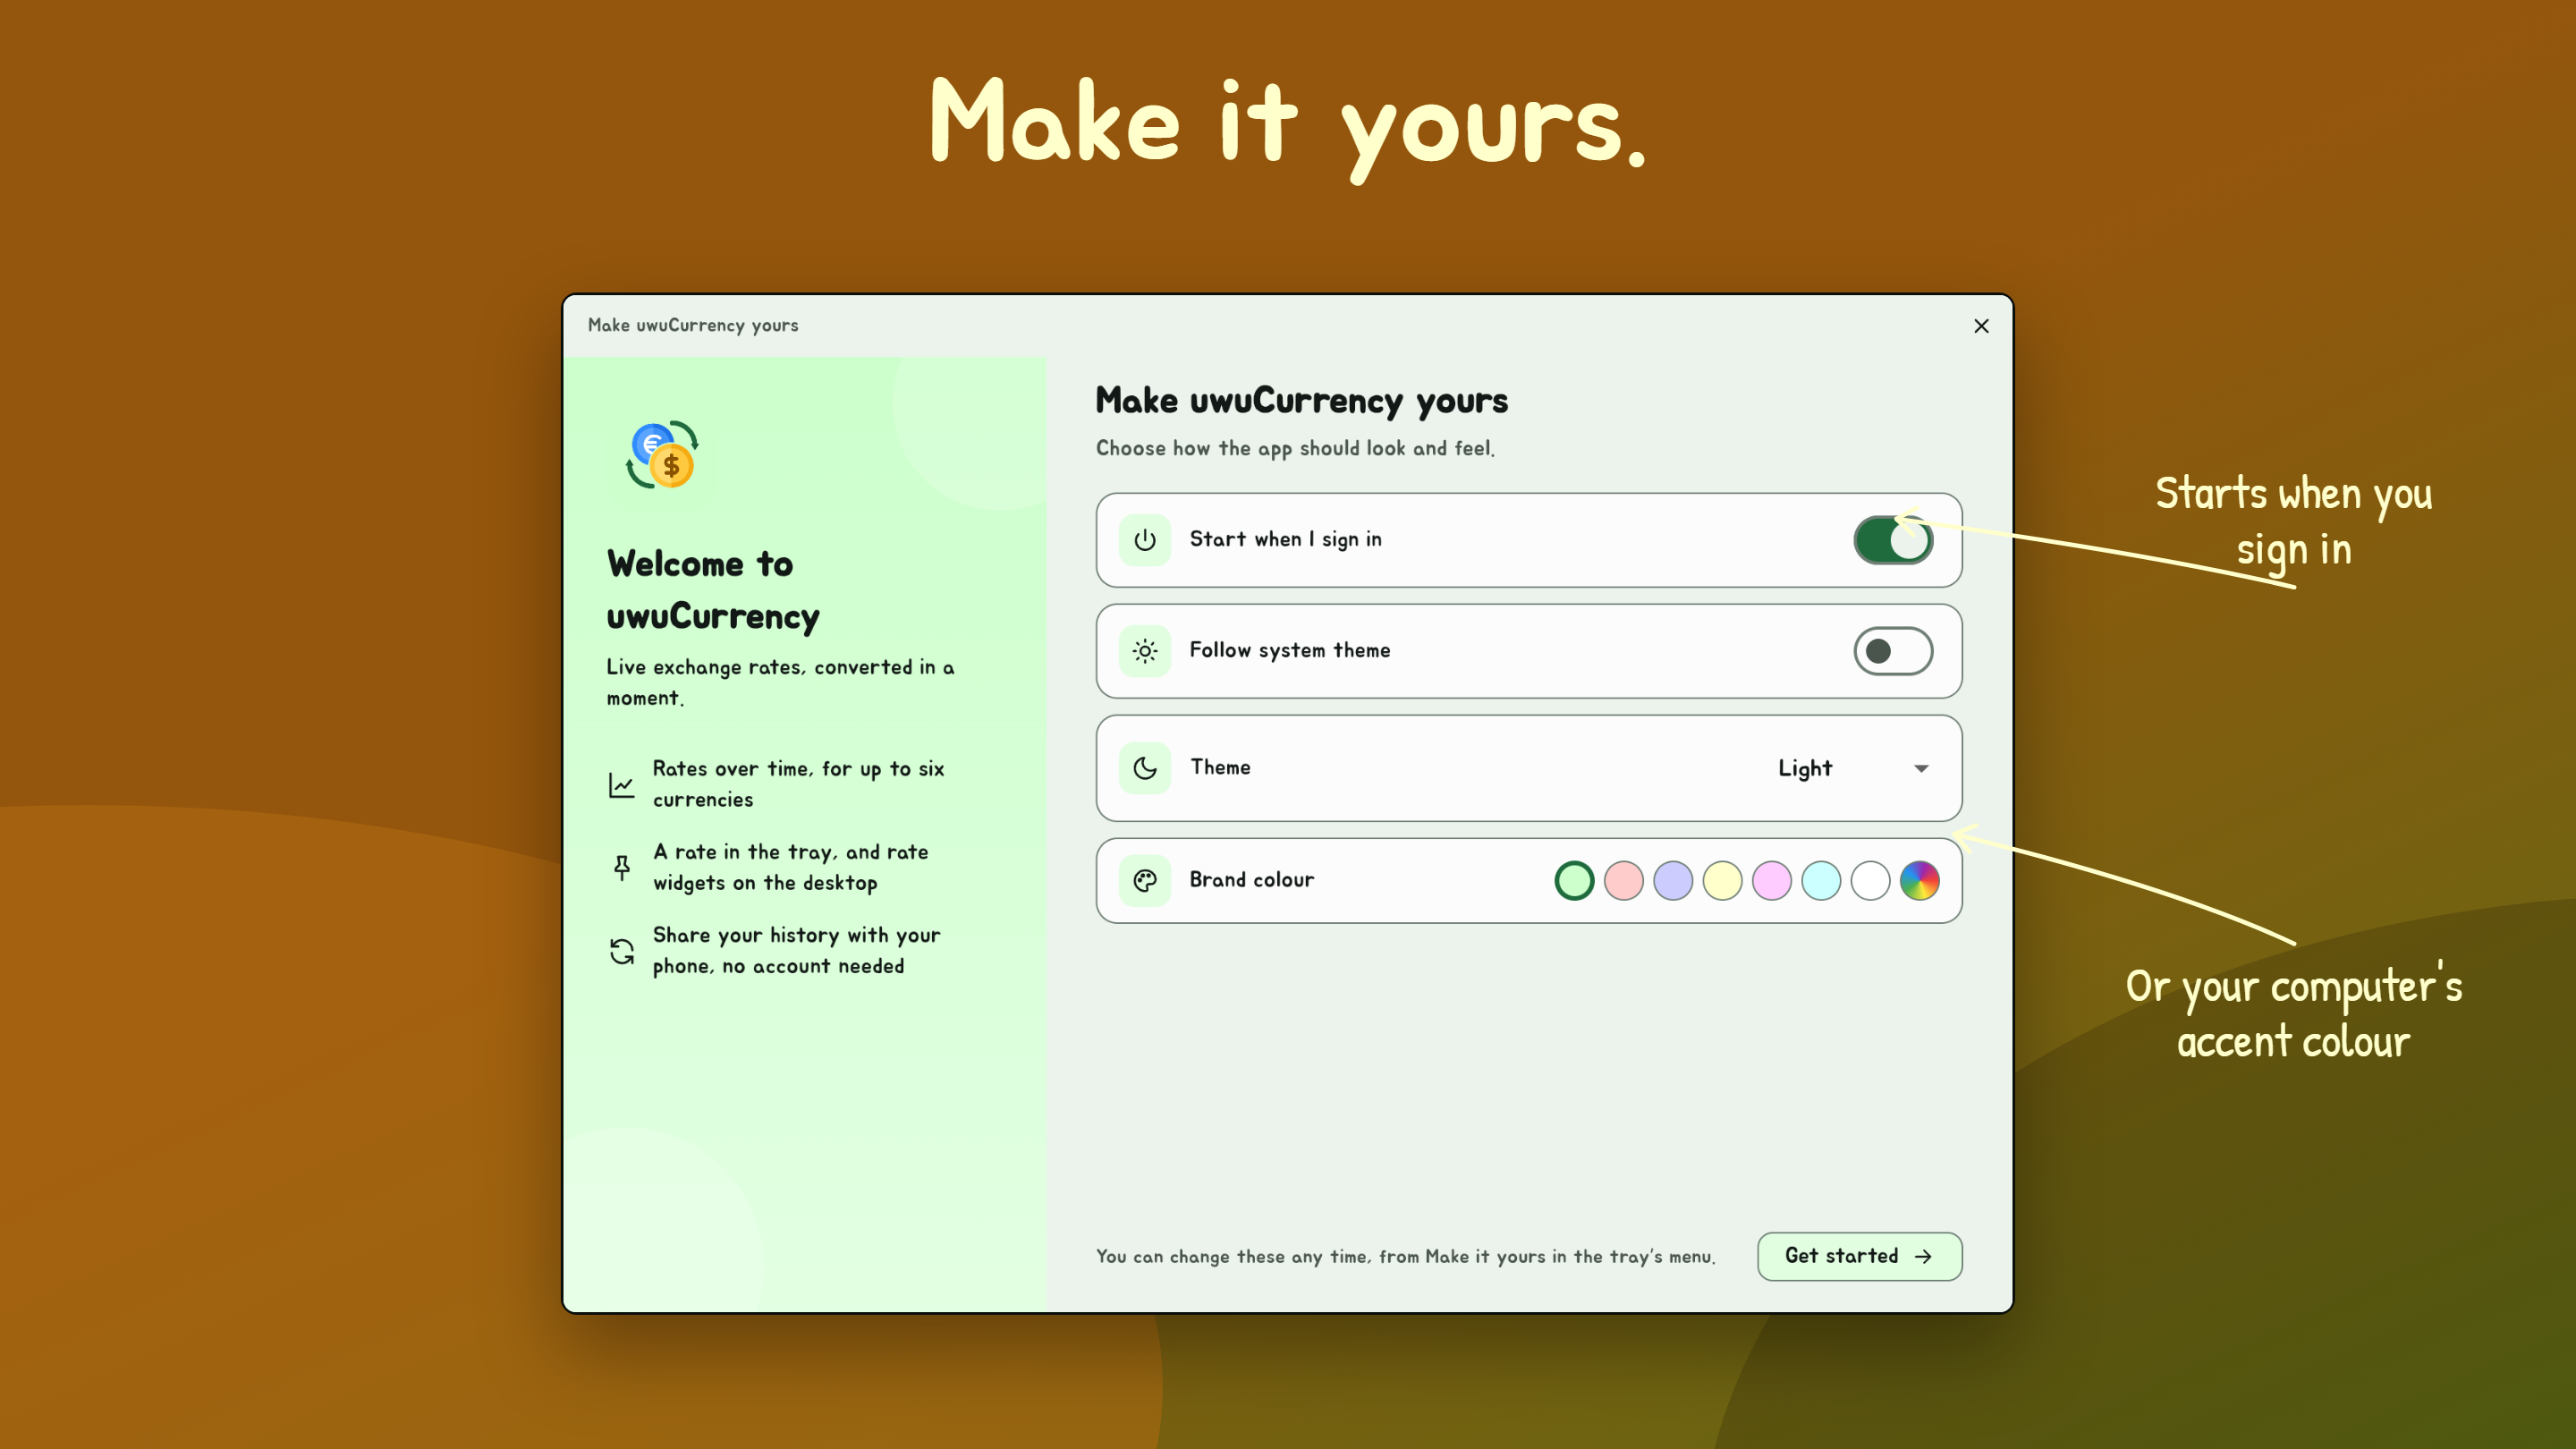 Make it yours.
Make uwuCurrency yours
Welcome to
uwuCurrency
Live exchange rates, converted in a
moment.
Rates over time, for up to six
currencies
A rate in the tray, and rate
widgets on the desktop
Share your history with your
phone, no account needed
Make uwuCurrency yours
Choose how the app should look and feel.
Start when I sign in
Follow system theme
Theme
Light
Brand colour
You can change these any time, from Make it yours in the tray's menu.
Get started
Starts when you
sign in
Or your computer's
accent colour